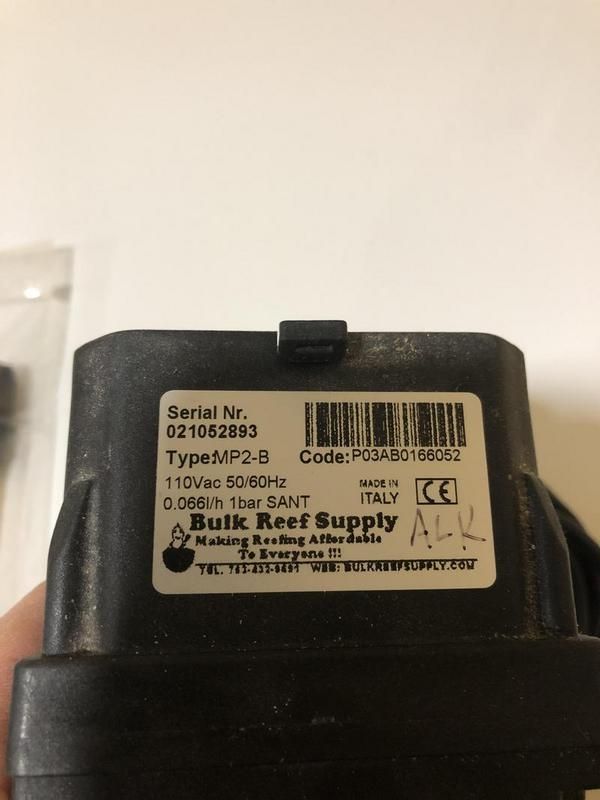 Serial Nr.
021052893
Type:MP2-B Code:P03AB0166052
110Vac 50/60Hz
0.066l/h 1bar SANT
MADE IN
ITALY CE
Bulk Reef Supply
Making Reefing Affordable
To Everyone !!!
ALK
TEL. WEB: BULKREEFSUPPLY.COM